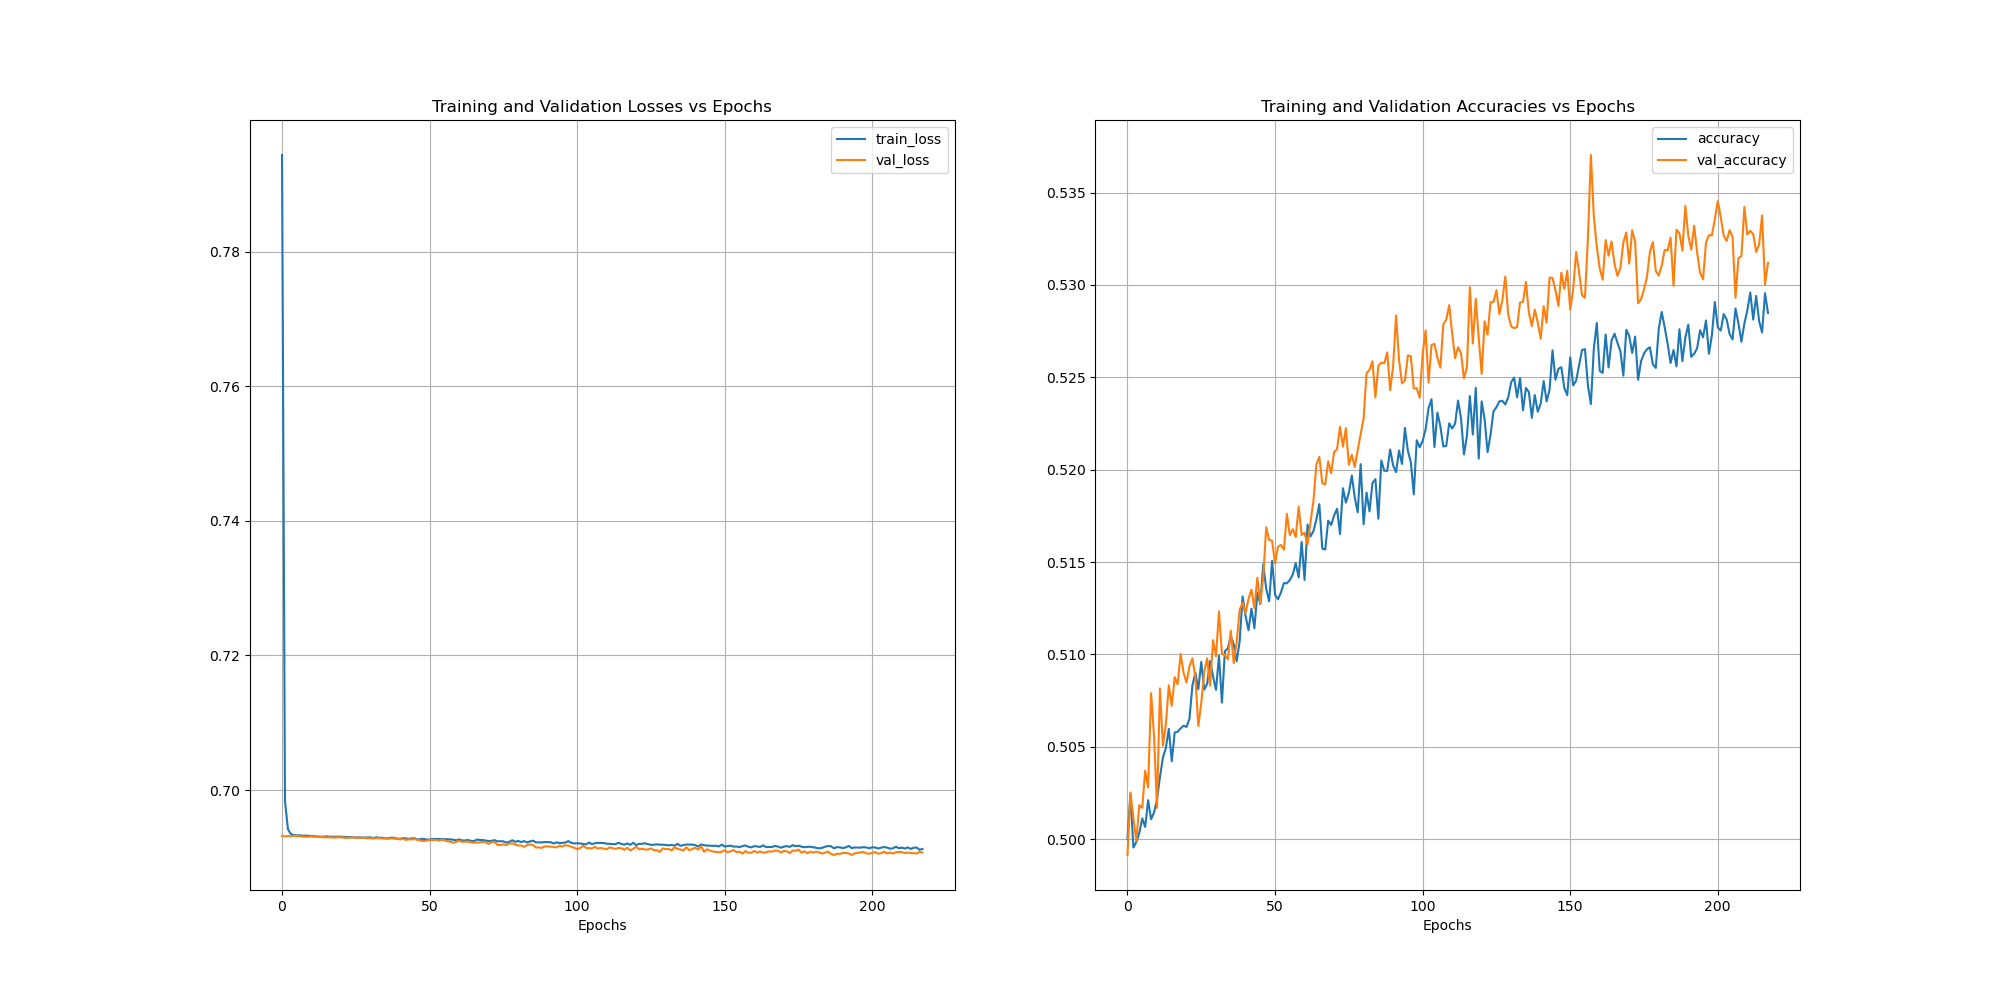 Training and Validation Losses vs Epochs
train_loss
val_loss
0.78
0.76
0.74
0.72
0.70
0
50
100
150
200
Epochs
Training and Validation Accuracies vs Epochs
accuracy
val_accuracy
0.535
0.530
0.525
0.520
0.515
0.510
0.505
0.500
0
50
100
150
200
Epochs